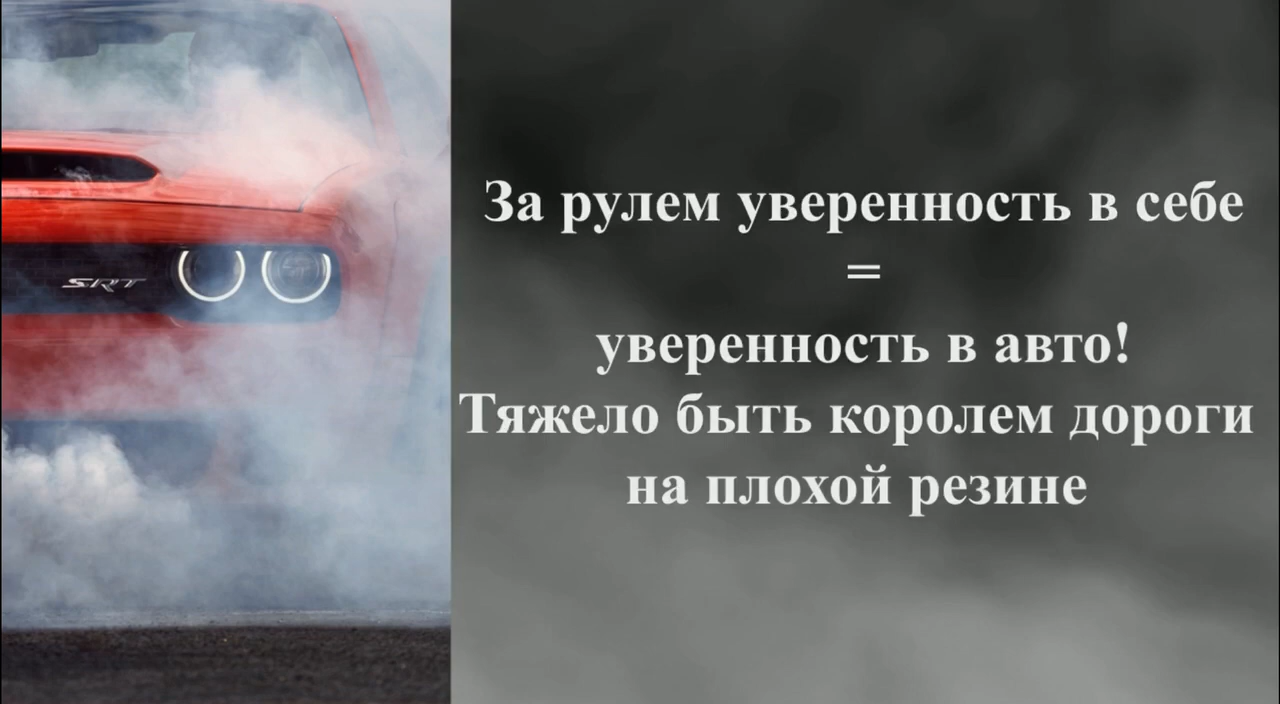 SRT
За рулем уверенность в себе
=
уверенность в авто!
Тяжело быть королем дороги
на плохой резине